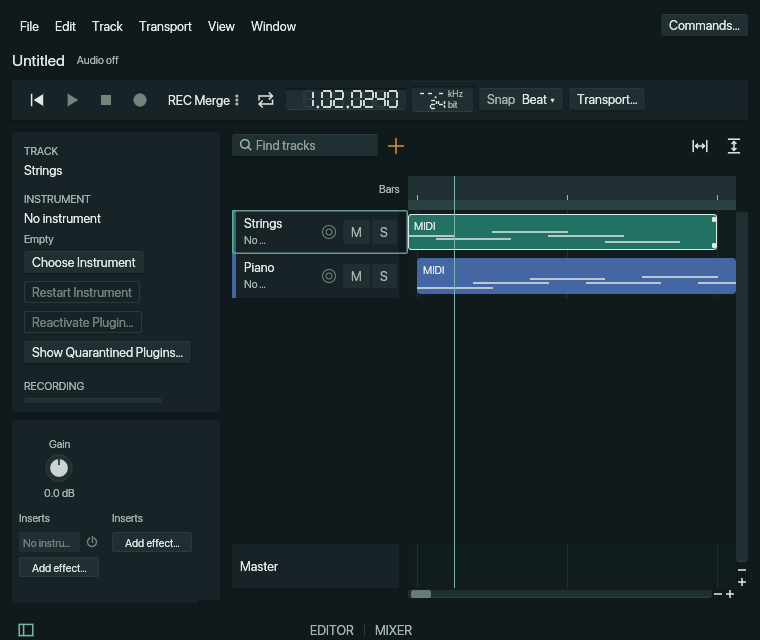 File Edit Track Transport View Window
Commands...
Untitled Audio off
REC Merge 1.02.0240 kHz bit Snap Beat Transport...
TRACK
Strings
INSTRUMENT
No instrument
Empty
Choose Instrument
Restart Instrument
Reactivate Plugin...
Show Quarantined Plugins...
RECORDING
Gain
0.0 dB
Inserts Inserts
No instru...
Add effect...
Add effect...
Find tracks
Bars
Strings
No ...
M S
MIDI
Piano
No ...
M S
MIDI
Master
EDITOR MIXER